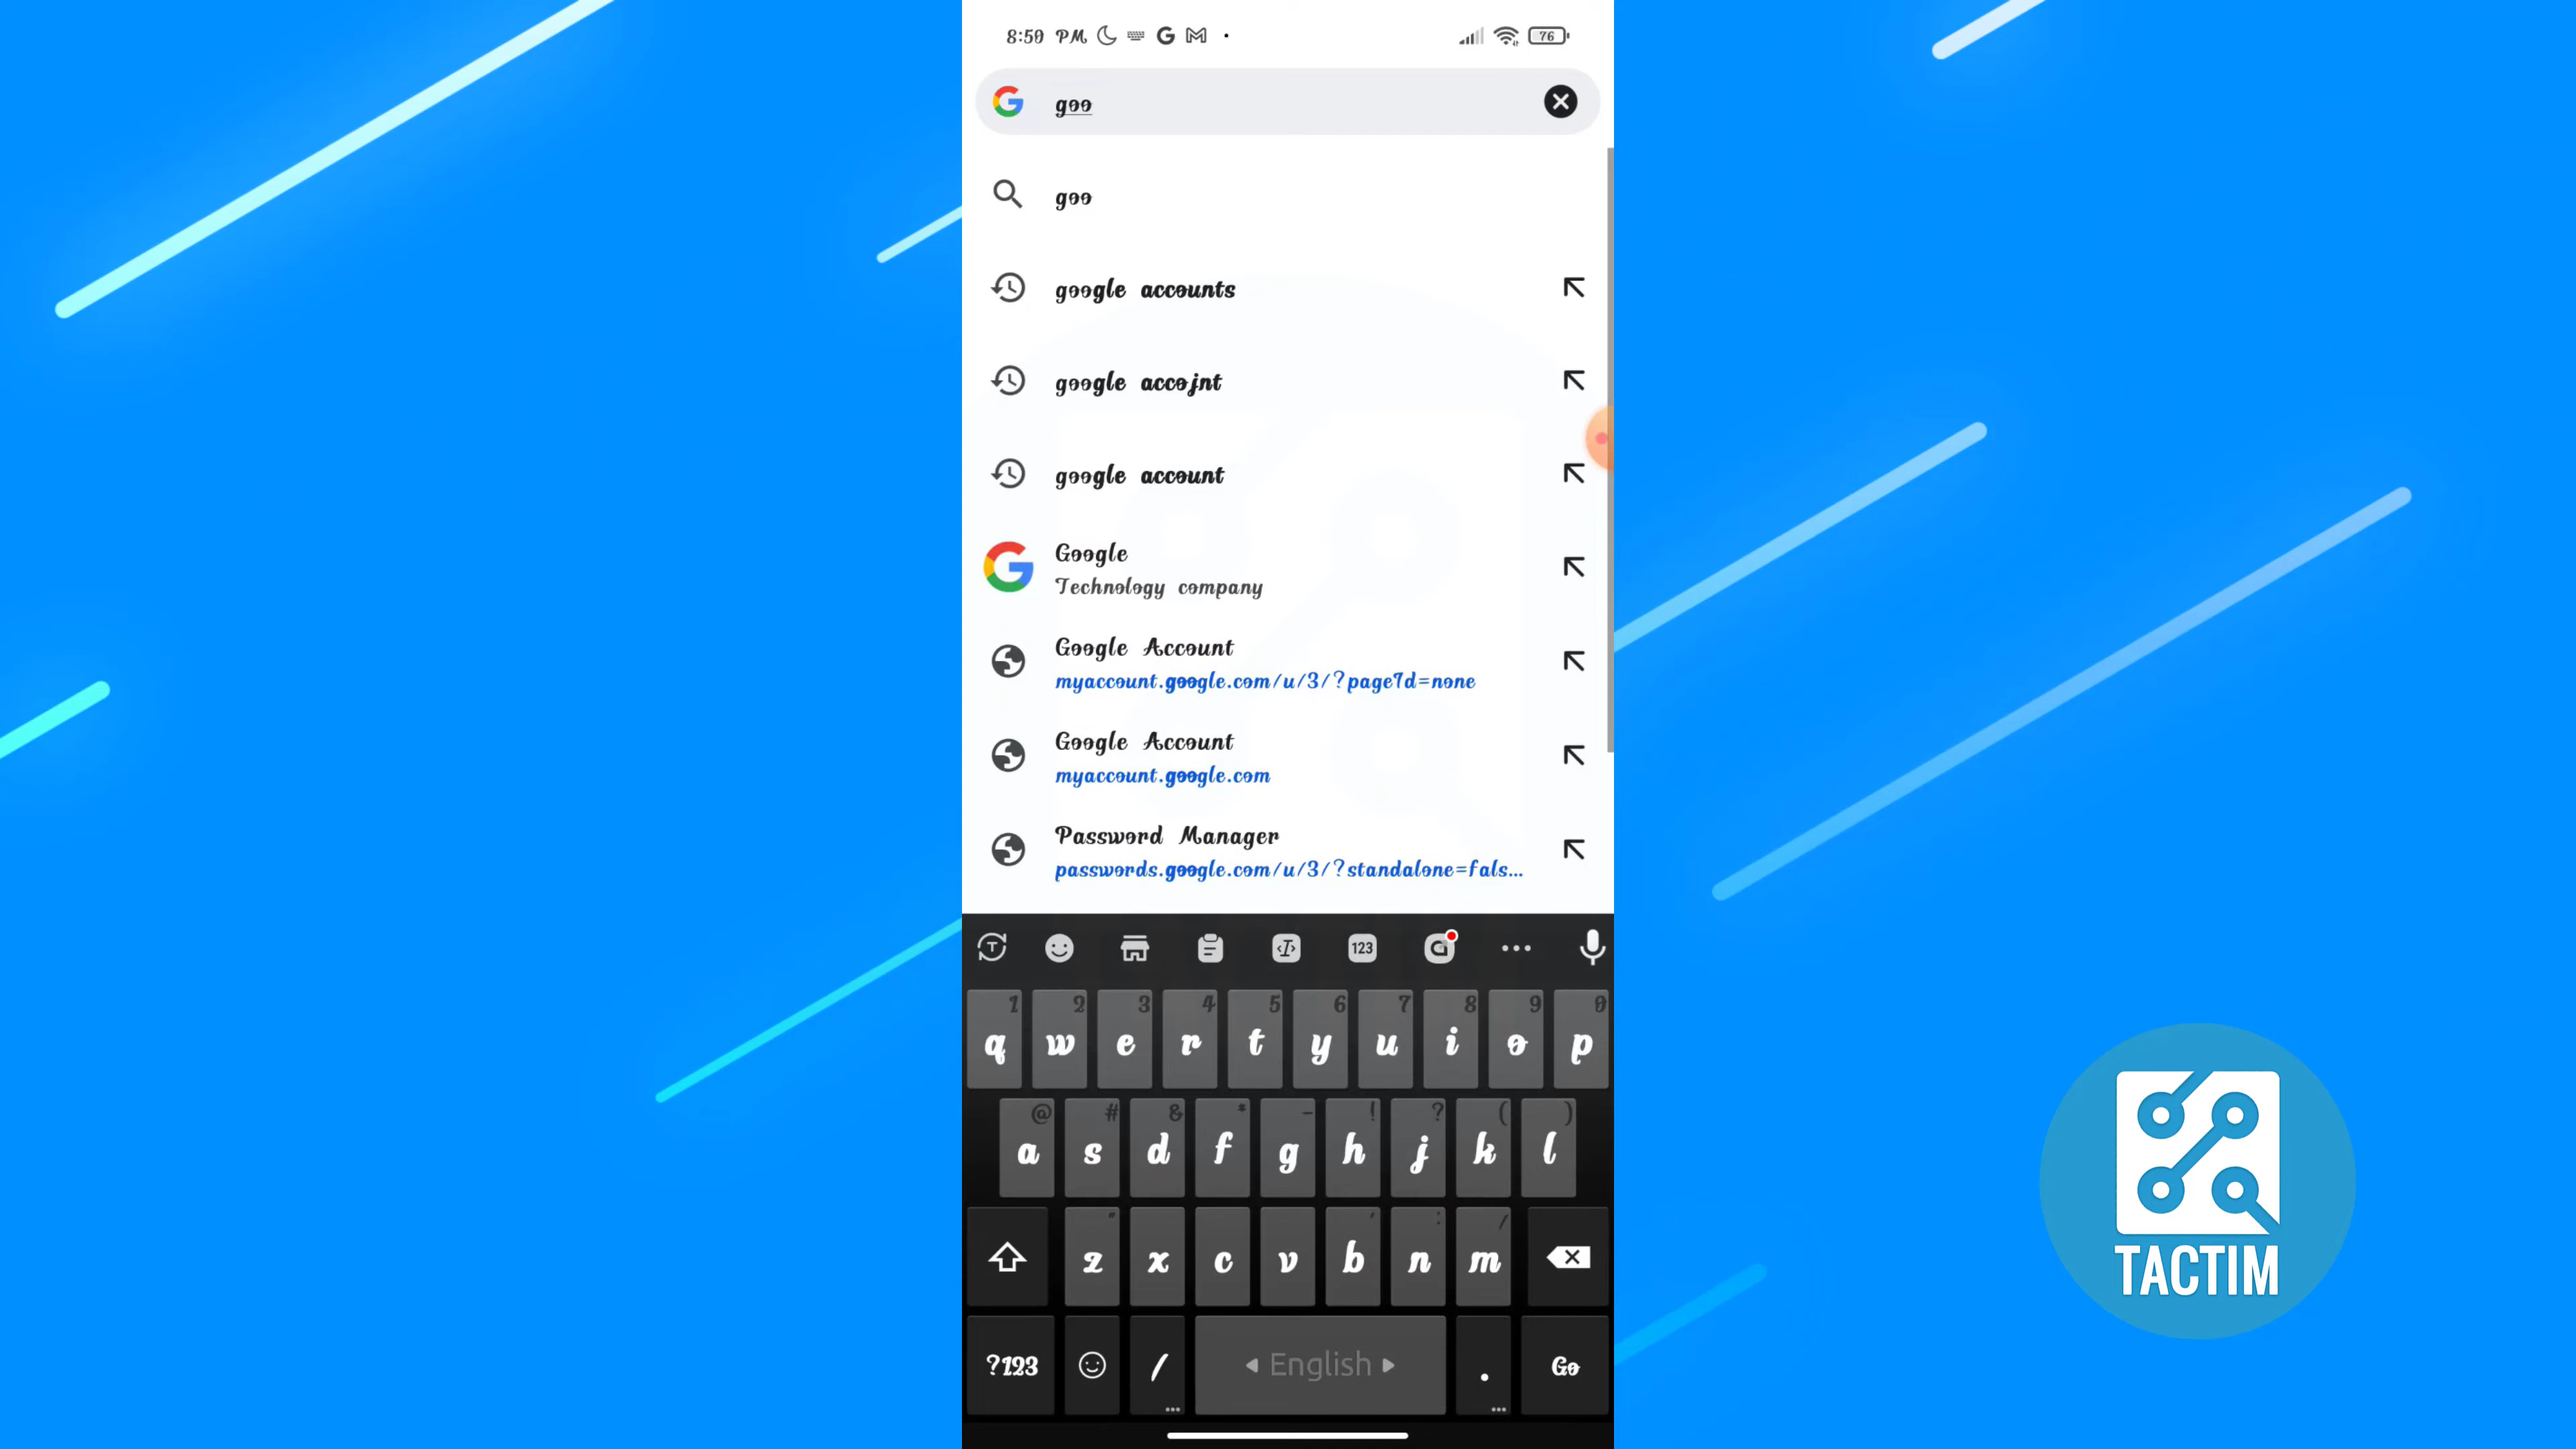 8:50 PM 76
goo
goo
google accounts
google accojnt
google account
Google
Technology company
Google Account
myaccount.google.com/u/3/?pageId=none
Google Account
myaccount.google.com
Password Manager
passwords.google.com/u/3/?standalone=fals...
123
1 2 3 4 5 6 7 8 9 0
q w e r t y u i o p
@ # & * - ! ? ( )
a s d f g h j k l
" ' : /
z x c v b n m
?123 / English . Go
TACTIM